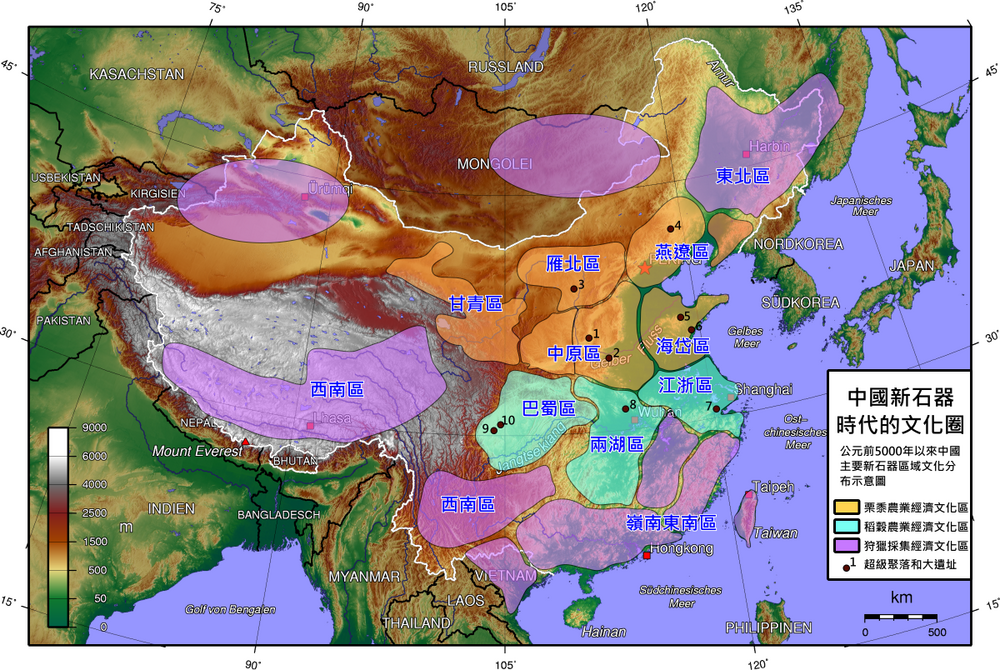 75°
90°
105°
120°
135°
45°
45°
KASACHSTAN
RUSSLAND
Amur
MONGOLEI
Harbin
東北區
USBEKISTAN
KIRGISIEN
Ürümqi
TADSCHIKISTAN
Japanisches
Meer
4
AFGHANISTAN
燕遼區
NORDKOREA
雁北區
JAPAN
3
甘青區
SÜDKOREA
PAKISTAN
5
6
Gelbes
Meer
30°
30°
1
中原區
2
Gelber Fluss
海岱區
西南區
江浙區
Shanghai
巴蜀區
8
Wuhan
7
Lhasa
10
9
Ost–
chinesisches
Meer
NEPAL
Mount Everest
兩湖區
BHUTAN
Jangtsekiang
中國新石器
時代的文化圈
公元前5000年以來中國
主要新石器區域文化分
布示意圖
栗黍農業經濟文化區
稻穀農業經濟文化區
狩獵採集經濟文化區
1 超級聚落和大遺址
9000
6000
4000
2500
1500
500
50
0
m
INDIEN
BANGLADESCH
西南區
嶺南東南區
Taipeh
Taiwan
Hongkong
MYANMAR
VIETNAM
LAOS
THAILAND
Golf von Bengalen
Südchinesisches
Meer
Hainan
PHILIPPINEN
km
0 500
15°
15°
90°
105°
120°